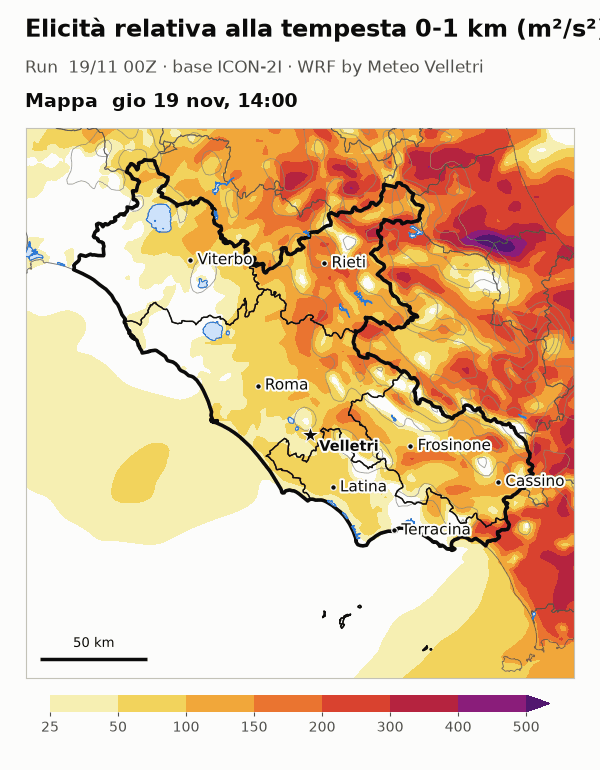 Elicità relativa alla tempesta 0-1 km (m²/s²)
Run  19/11 00Z · base ICON-2I · WRF by Meteo Velletri
Mappa  gio 19 nov, 14:00
Viterbo
Rieti
Roma
Velletri
Frosinone
Cassino
Latina
Terracina
50 km
25 50 100 150 200 300 400 500